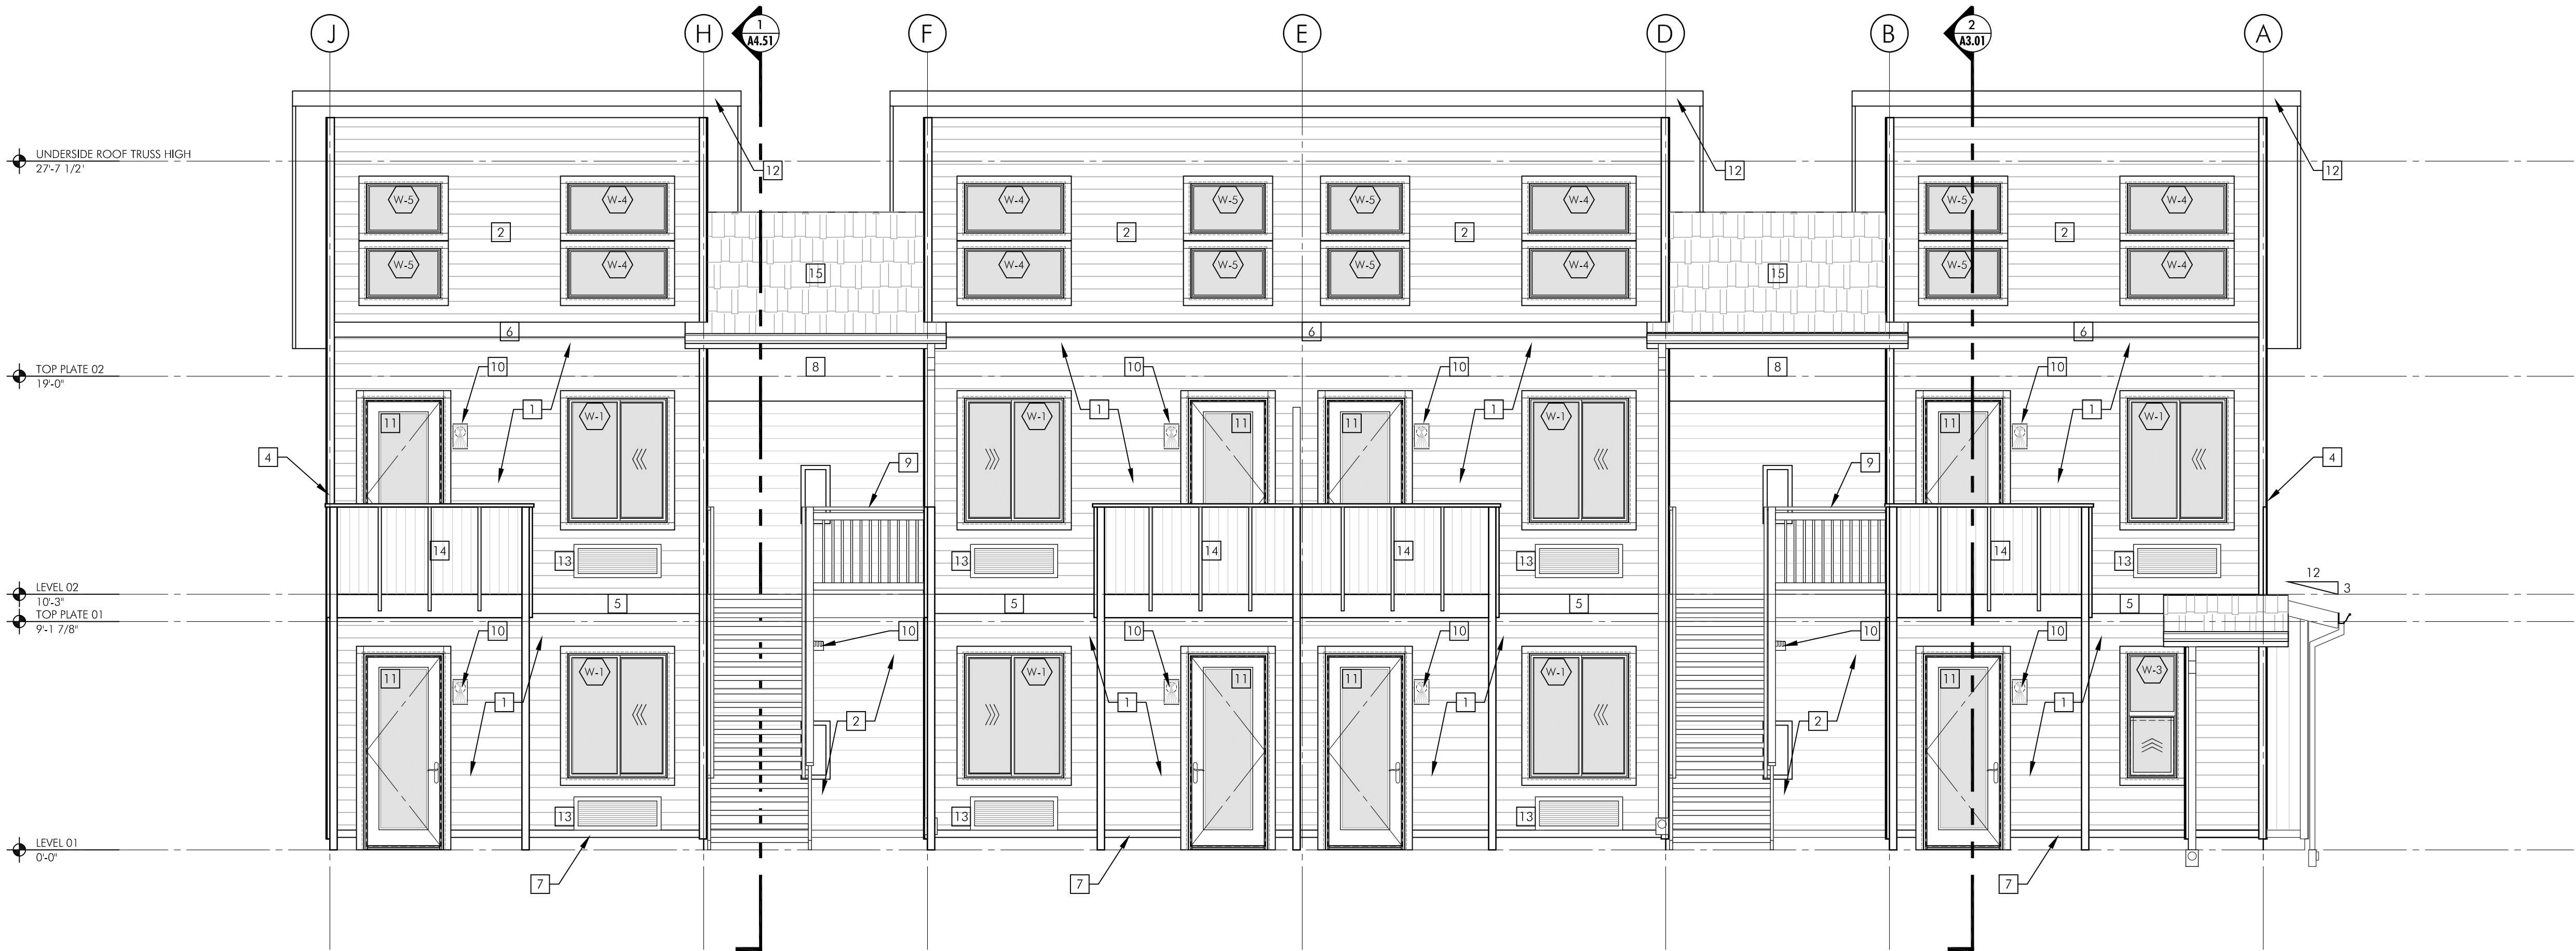 J
H
1
A4.51
F
E
D
B
2
A3.01
A
UNDERSIDE ROOF TRUSS HIGH
27'-7 1/2"
12
12
12
W-5
W-4
W-4
W-5
W-5
W-4
W-5
W-4
2
2
2
2
W-5
W-4
W-4
W-5
W-5
W-4
W-5
W-4
15
15
6
6
6
TOP PLATE 02
19'-0"
10
8
10
10
8
10
1
1
1
1
11
W-1
W-1
11
11
W-1
11
W-1
4
9
9
4
14
14
14
14
13
13
13
13
LEVEL 02
10'-3"
5
5
5
5
12
3
TOP PLATE 01
9'-1 7/8"
10
10
10
10
10
10
11
W-1
W-1
11
11
W-1
11
W-3
1
1
1
1
2
2
13
13
13
LEVEL 01
0'-0"
7
7
7